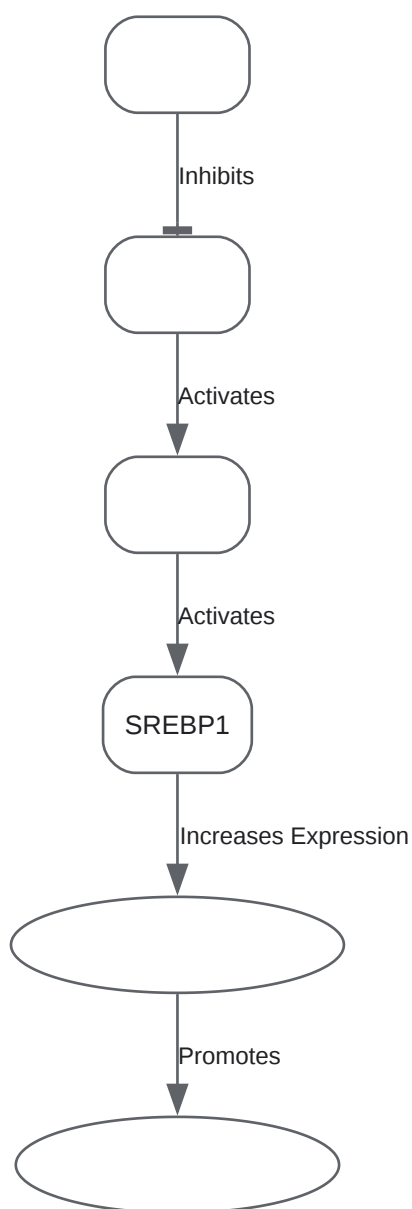 Inhibits
Activates
Activates
SREBP1
Increases Expression
Promotes